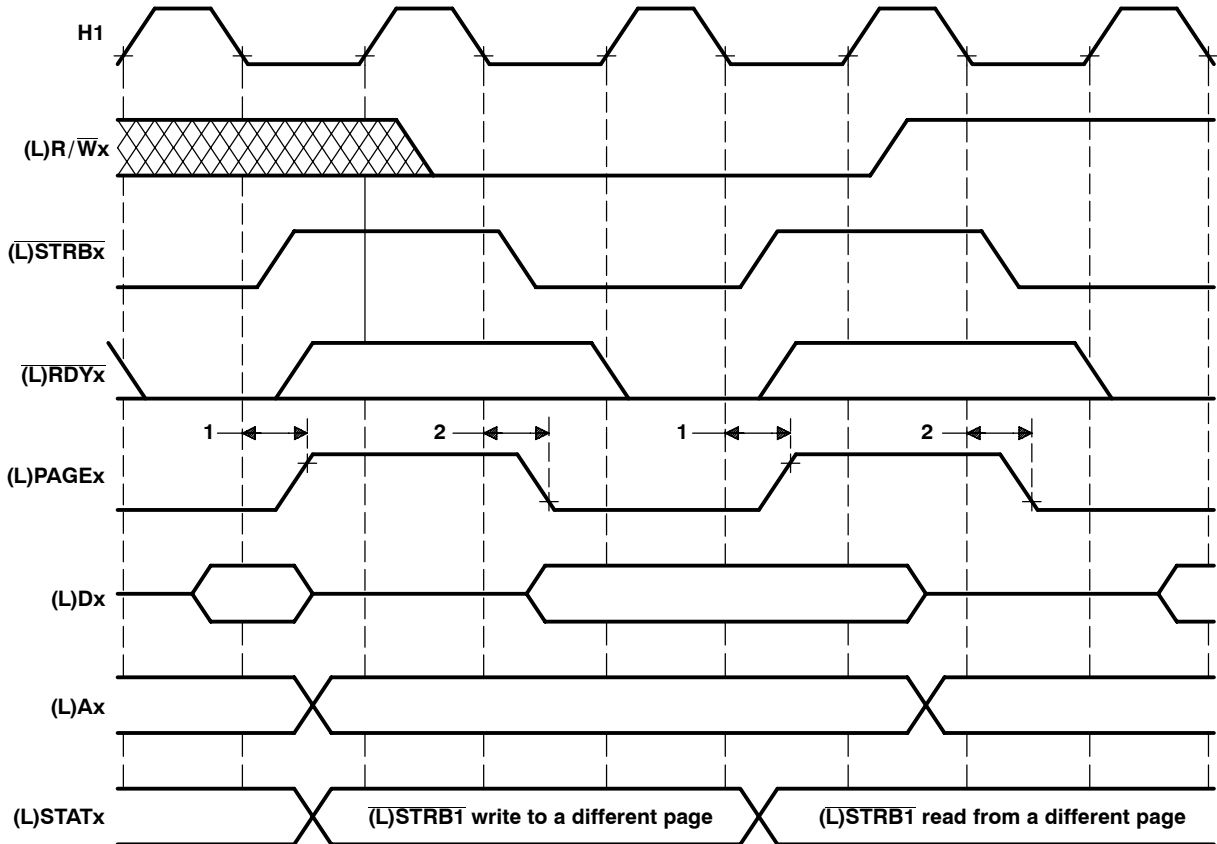 H1
(L)R/W̅x
(L)STRBx
(L)RDYx
1 2 1 2
(L)PAGEx
(L)Dx
(L)Ax
(L)STATx (L)STRB1 write to a different page (L)STRB1 read from a different page